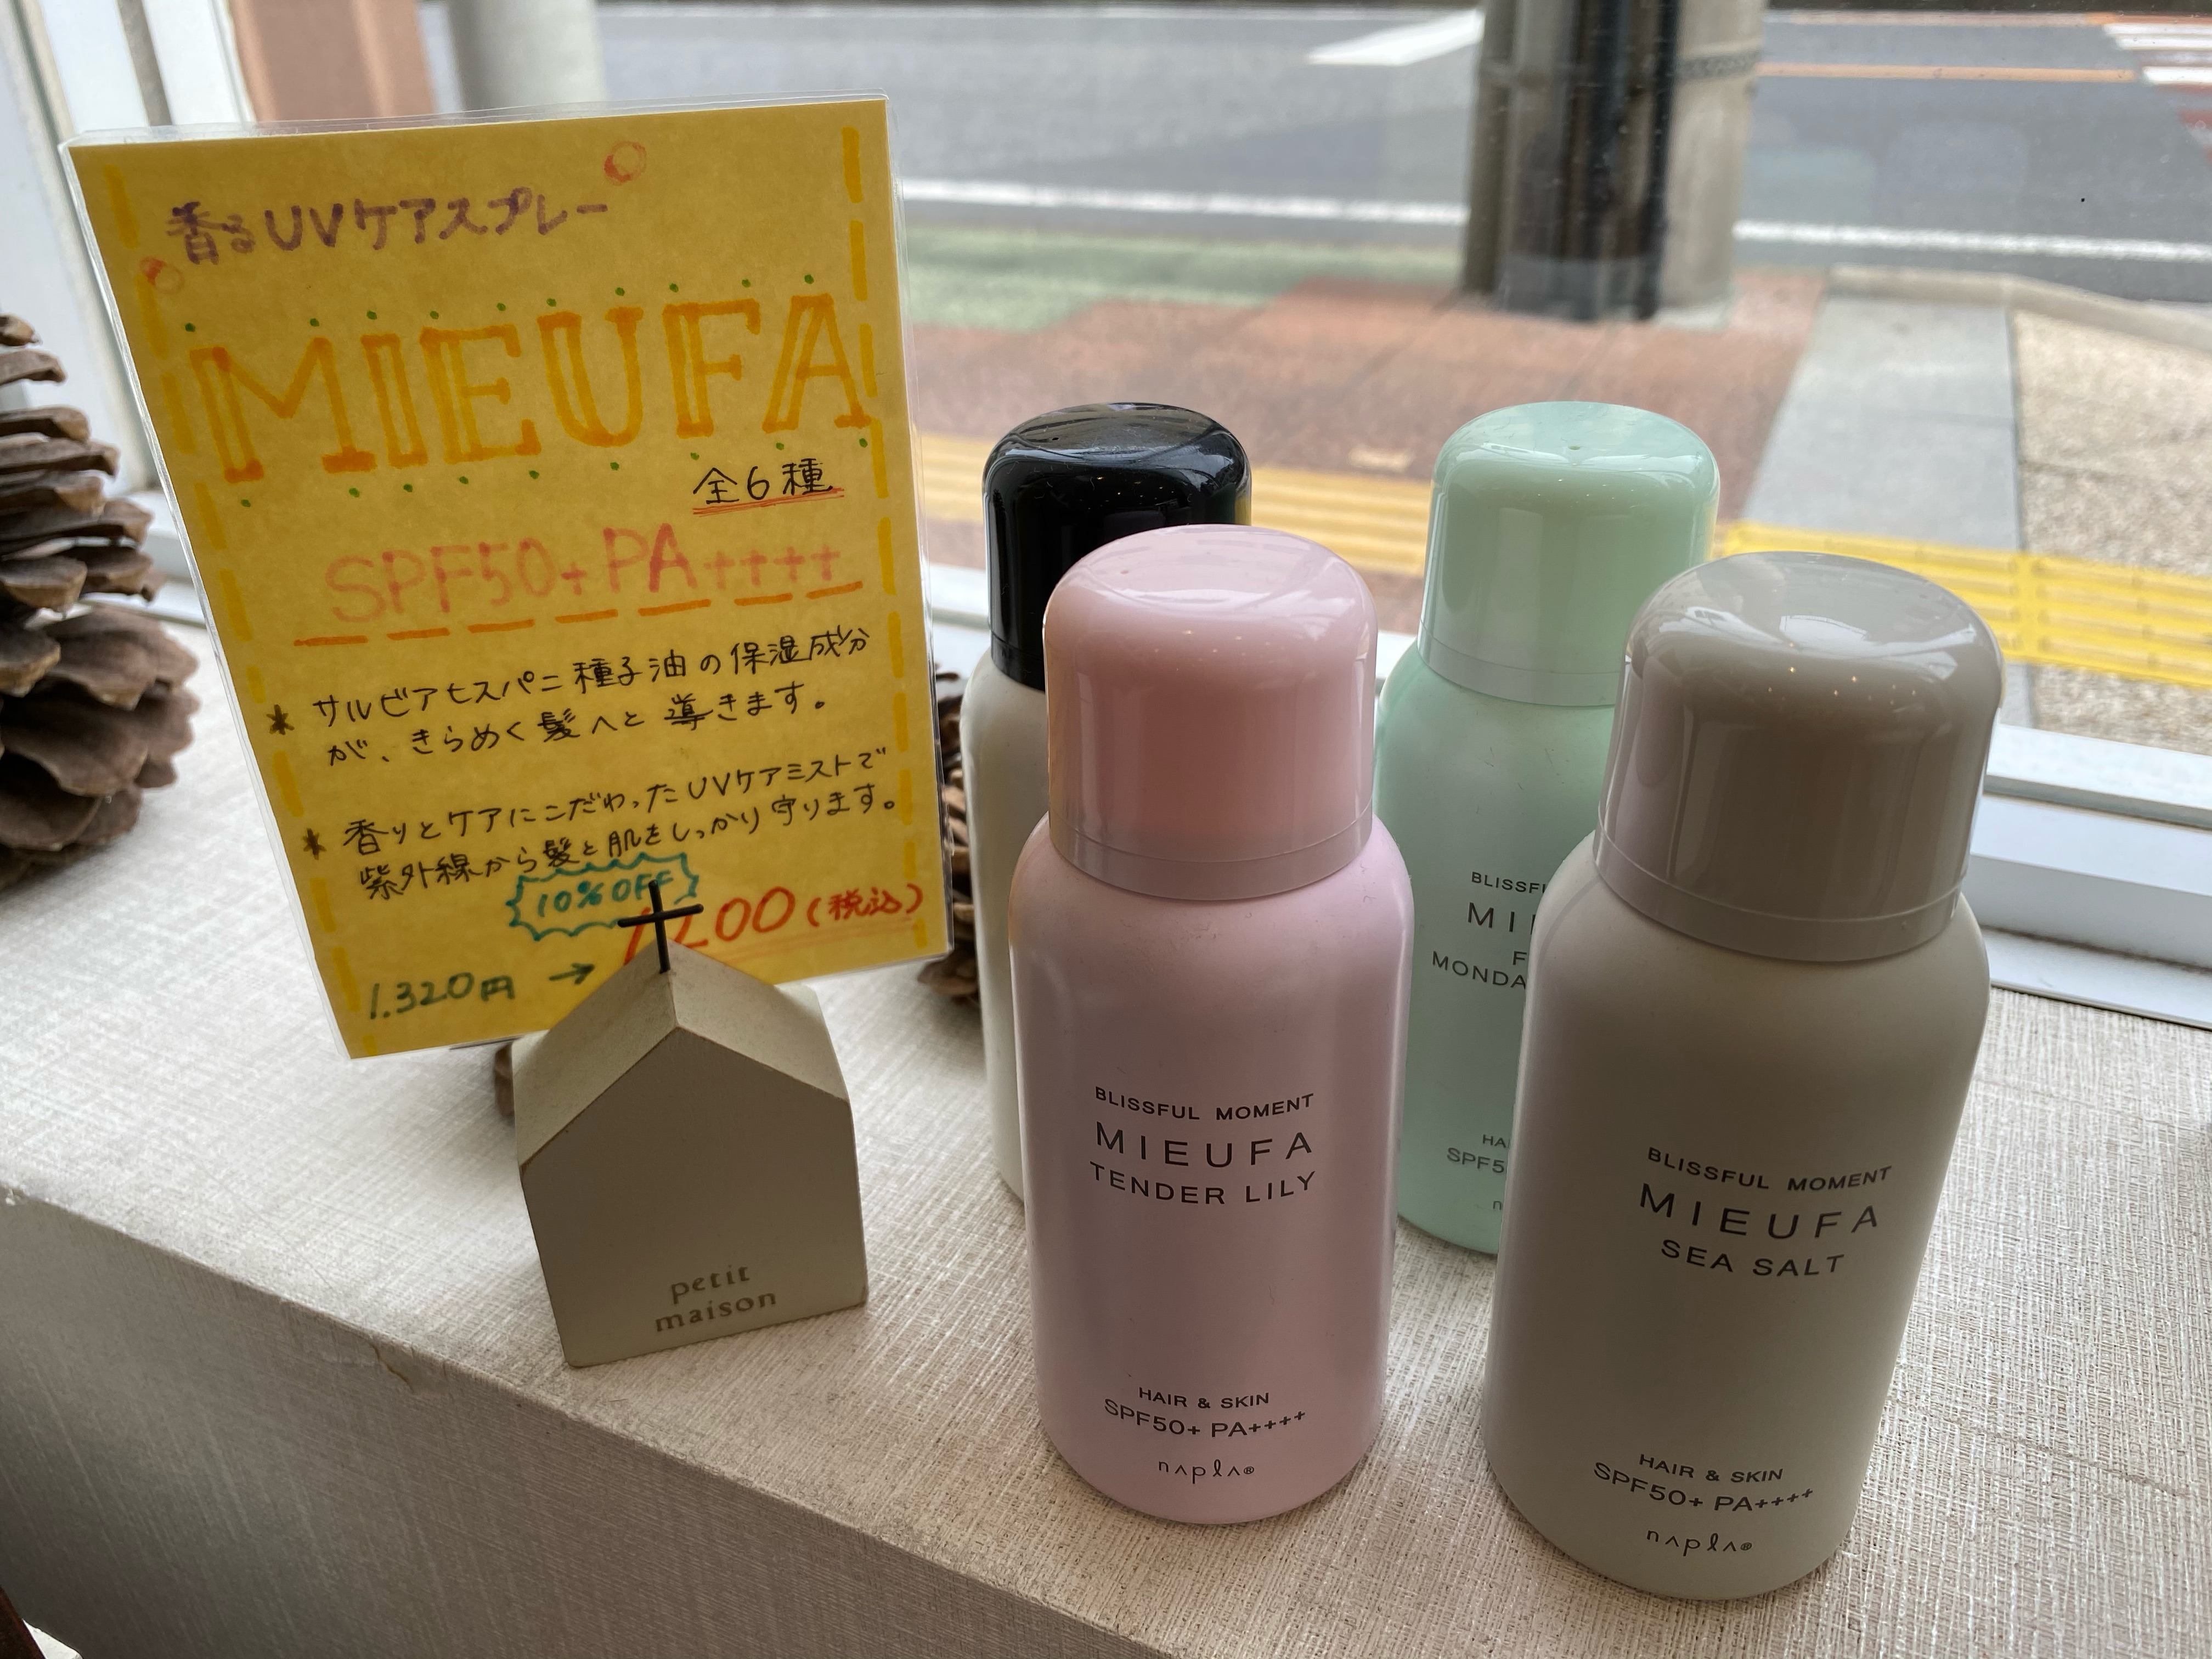 香るUVケアスプレー
MIEUFA
全6種
SPF50+PA++++
* サルビアヒスパニ種子油の保湿成分
が、きらめく髪へと導きます。
* 香りとケアにこだわったUVケアミストで
紫外線から髪と肌をしっかり守ります。
10%OFF
1.320円 → 1200(税込)
petit
maison
BLISSFUL MOMENT
MIEUFA
TENDER LILY
HAIR & SKIN
SPF50+ PA++++
napla®
BLISSFUL MOMENT
MIEUFA
SEA SALT
HAIR & SKIN
SPF50+ PA++++
napla®